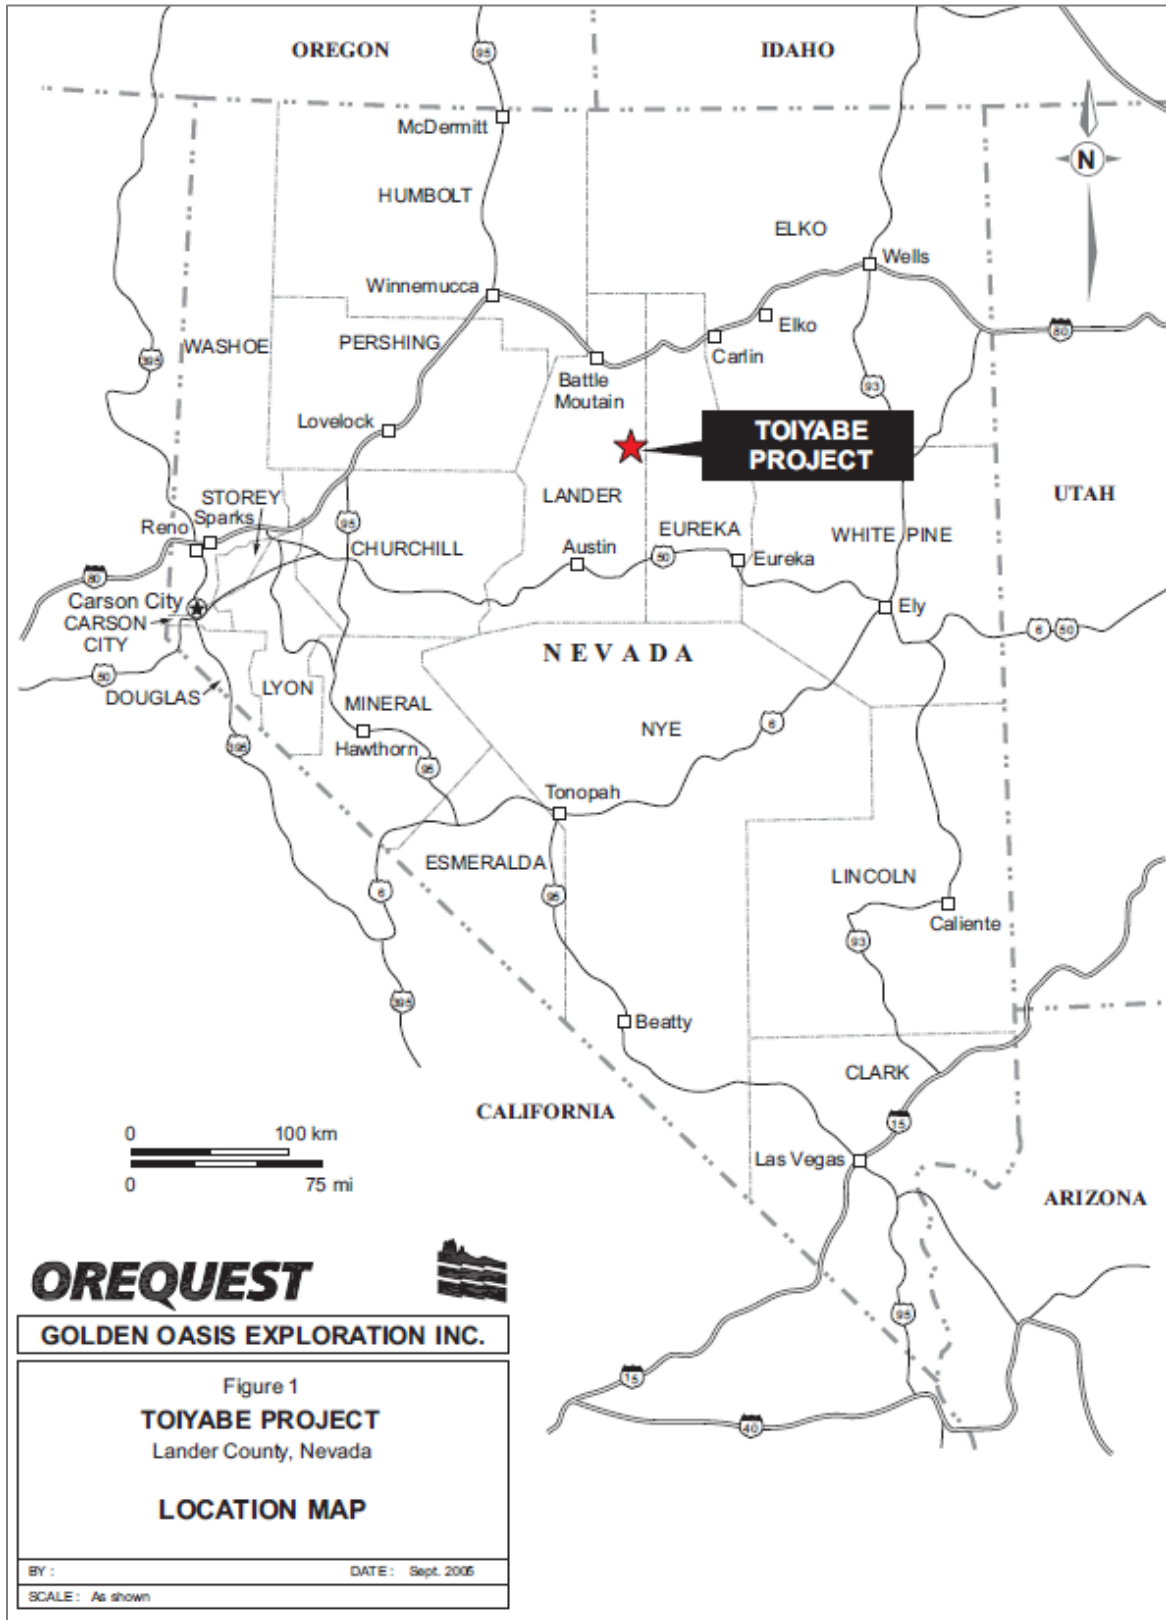 OREGON
IDAHO
95
McDermitt
N
HUMBOLT
ELKO
Wells
Winnemucca
Elko
80
WASHOE
PERSHING
Carlin
395
Battle
Moutain
93
Lovelock
TOIYABE
PROJECT
STOREY
LANDER
UTAH
Sparks
Reno
95
EUREKA
WHITE PINE
CHURCHILL
Austin
50
Eureka
80
Carson City
CARSON
CITY
Ely
6
50
NEVADA
50
DOUGLAS
LYON
MINERAL
NYE
6
395
Hawthorn
95
Tonopah
ESMERALDA
LINCOLN
6
95
Caliente
93
395
Beatty
CLARK
CALIFORNIA
15
0 100 km
0 75 mi
Las Vegas
ARIZONA
OREQUEST
95
GOLDEN OASIS EXPLORATION INC.
15
40
Figure 1
TOIYABE PROJECT
Lander County, Nevada
LOCATION MAP
BY :
DATE : Sept.
SCALE : As shown